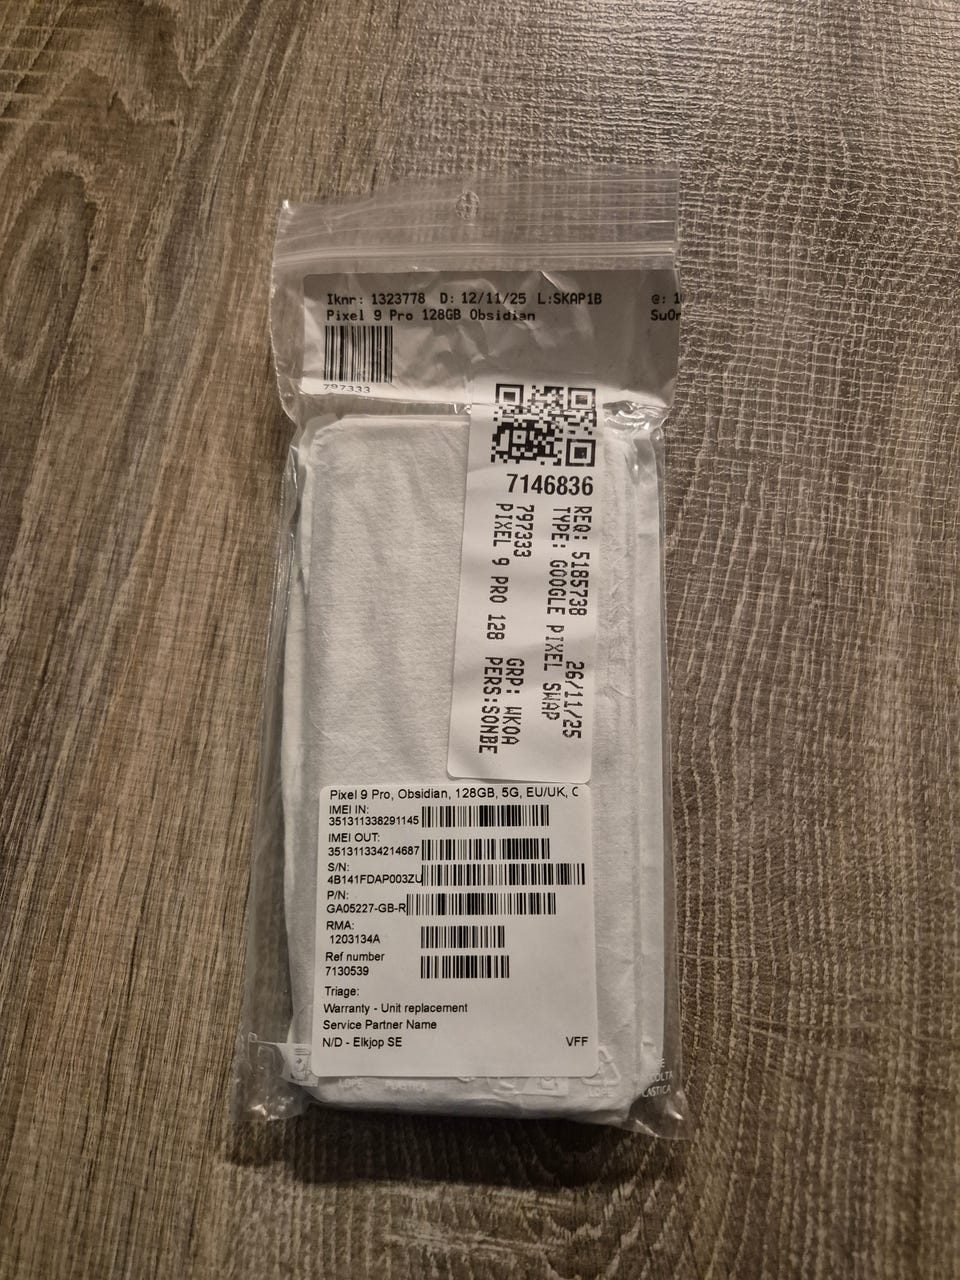 Iknr: 1323778 D: 12/11/25 L:SKAP1B @: 1
Pixel 9 Pro 128GB Obsidian
797333
7146836
REQ: 5185738 26/11/25
TYPE: GOOGLE PIXEL SWAP
797333 GRP: WKOA
PIXEL 9 PRO 128 PERS:SONBE
Pixel 9 Pro, Obsidian, 128GB, 5G, EU/UK, C
IMEI IN:
351311338291145
IMEI OUT:
351311334214687
S/N:
4B141FDAP003ZU
P/N:
GA05227-GB-R
RMA:
1203134A
Ref number
7130539
Triage:
Warranty - Unit replacement
Service Partner Name
N/D - Elkjop SE VFF
LDPE PLASTICA